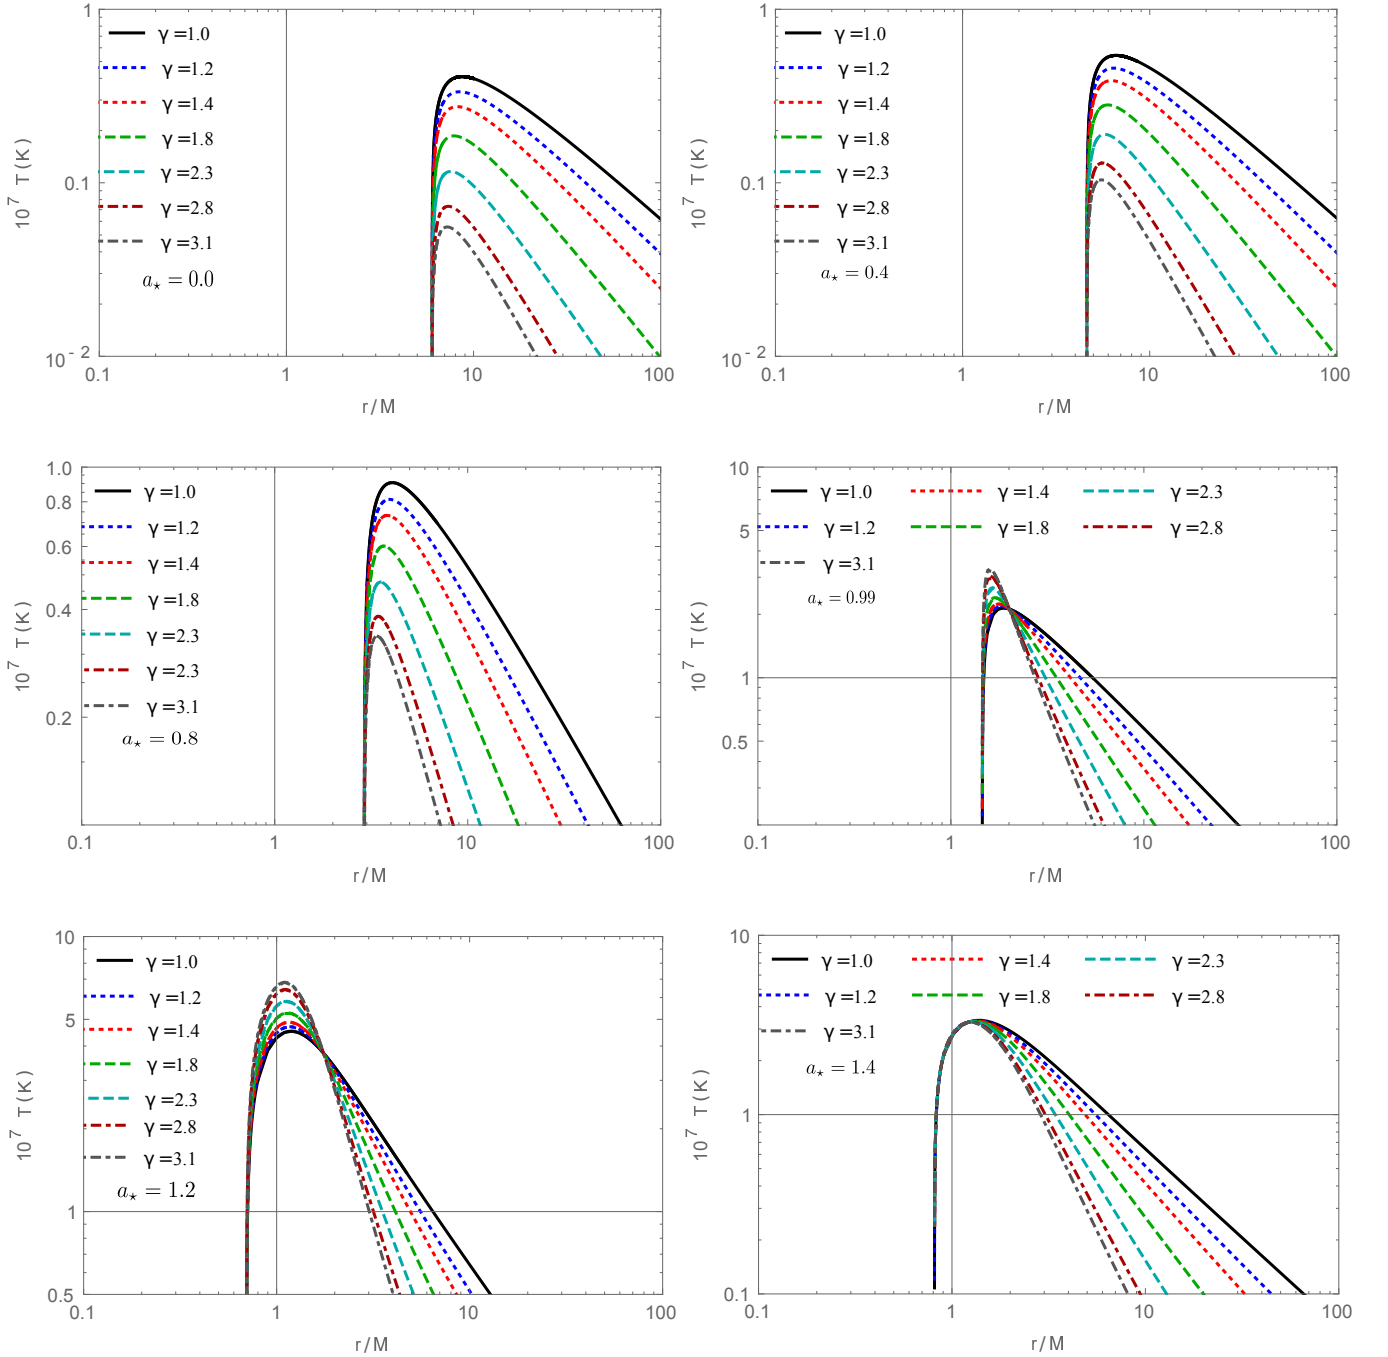 1
γ=1.0
γ=1.2
γ=1.4
γ=1.8
γ=2.3
γ=2.8
γ=3.1
a⋆ = 0.0
0.1
10^-2
10^7 T(K)
0.1 1 10 100
r/M
1
γ=1.0
γ=1.2
γ=1.4
γ=1.8
γ=2.3
γ=2.8
γ=3.1
a⋆ = 0.4
0.1
10^-2
10^7 T(K)
0.1 1 10 100
r/M
1.0
0.8
0.6
0.4
0.2
γ=1.0
γ=1.2
γ=1.4
γ=1.8
γ=2.3
γ=2.3
γ=3.1
a⋆ = 0.8
10^7 T(K)
0.1 1 10 100
r/M
10
5
1
0.5
γ=1.0 γ=1.4 γ=2.3
γ=1.2 γ=1.8 γ=2.8
γ=3.1
a⋆ = 0.99
10^7 T(K)
0.1 1 10 100
r/M
10
5
1
0.5
γ=1.0
γ=1.2
γ=1.4
γ=1.8
γ=2.3
γ=2.8
γ=3.1
a⋆ = 1.2
10^7 T(K)
0.1 1 10 100
r/M
10
1
0.1
γ=1.0 γ=1.4 γ=2.3
γ=1.2 γ=1.8 γ=2.8
γ=3.1
a⋆ = 1.4
10^7 T(K)
0.1 1 10 100
r/M